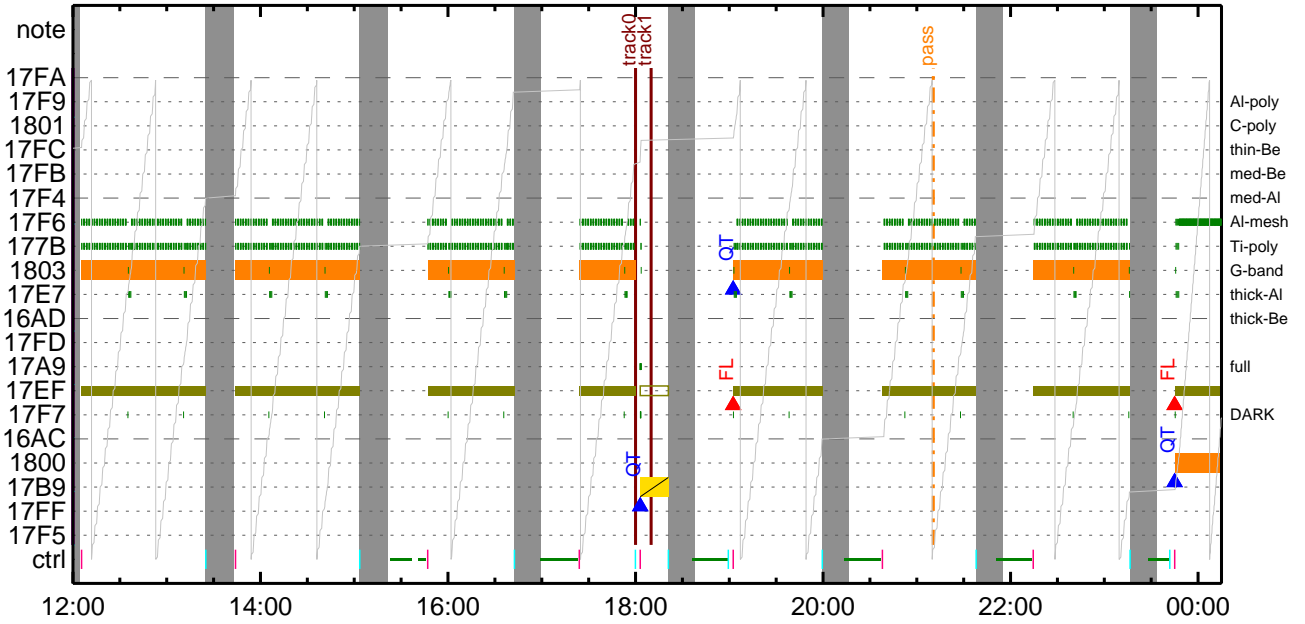 note
track0
track1
pass
17FA
17F9 Al-poly
1801 C-poly
17FC thin-Be
17FB med-Be
17F4 med-Al
17F6 Al-mesh
177B Ti-poly
QT
1803 G-band
17E7 thick-Al
16AD thick-Be
17FD
17A9 full
FL
FL
17EF
17F7 DARK
16AC
QT
QT
1800
17B9
17FF
17F5
ctrl
12:00 14:00 16:00 18:00 20:00 22:00 00:00